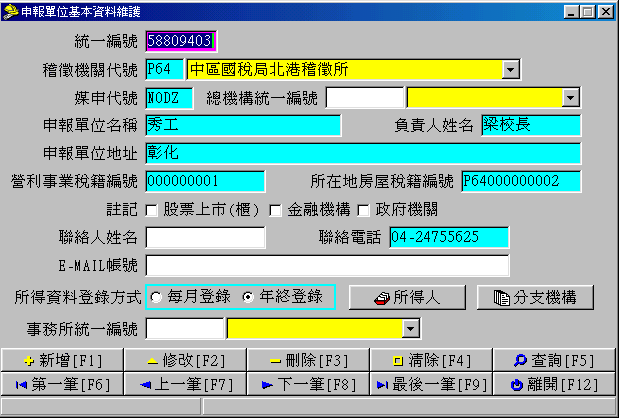 申報單位基本資料維護
統一編號 58809403
稽徵機關代號 P64 中區國稅局北港稽徵所
媒申代號 NODZ 總機構統一編號
申報單位名稱 秀工 負責人姓名 梁校長
申報單位地址 彰化
營利事業稅籍編號 000000001 所在地房屋稅籍編號 P64000000002
註記 股票上市(櫃) 金融機構 政府機關
聯絡人姓名 聯絡電話 04-24755625
E-MAIL帳號
所得資料登錄方式 每月登錄 年終登錄 所得人 分支機構
事務所統一編號
新增[F1] 修改[F2] 刪除[F3] 清除[F4] 查詢[F5]
第一筆[F6] 上一筆[F7] 下一筆[F8] 最後一筆[F9] 離開[F12]